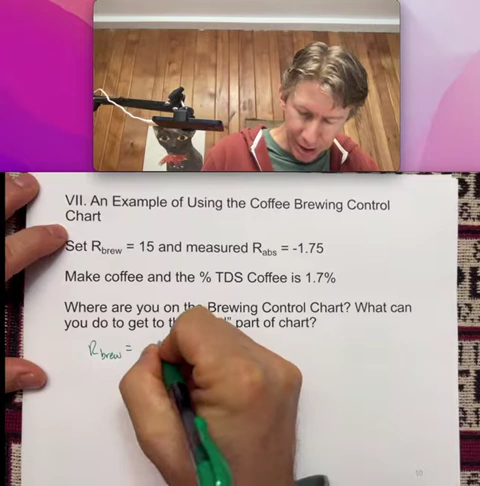 VII. An Example of Using the Coffee Brewing Control
Chart
Set Rbrew = 15 and measured Rabs = -1.75
Make coffee and the % TDS Coffee is 1.7%
Where are you on the Brewing Control Chart? What can
you do to get to part of chart?
Rbrew =